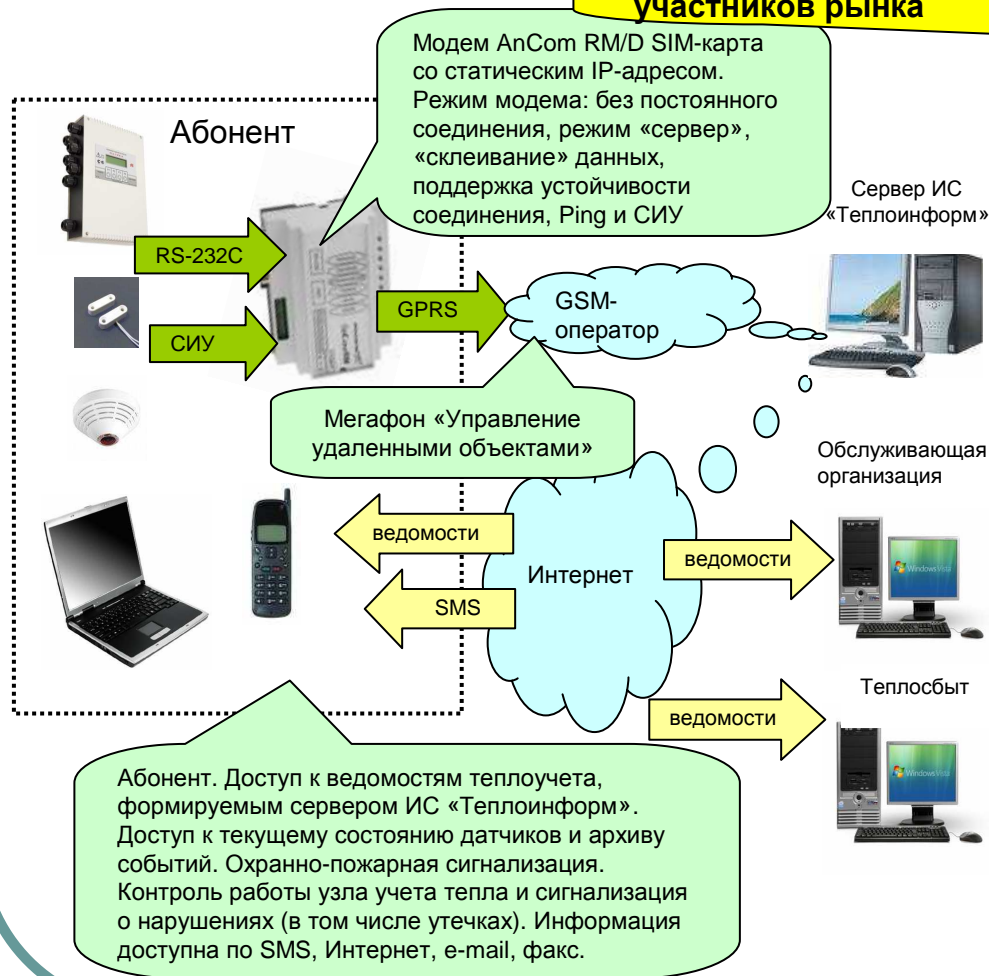 участников рынка
Модем AnCom RM/D SIM-карта
со статическим IP-адресом.
Режим модема: без постоянного
соединения, режим «сервер»,
«склеивание» данных,
поддержка устойчивости
соединения, Ping и СИУ
Абонент
Сервер ИС
«Теплоинформ»
RS-232C
GPRS
GSM-
оператор
СИУ
Мегафон «Управление
удаленными объектами»
Обслуживающая
организация
ведомости
ведомости
Интернет
SMS
Теплосбыт
ведомости
Абонент. Доступ к ведомостям теплоучета,
формируемым сервером ИС «Теплоинформ».
Доступ к текущему состоянию датчиков и архиву
событий. Охранно-пожарная сигнализация.
Контроль работы узла учета тепла и сигнализация
о нарушениях (в том числе утечках). Информация
доступна по SMS, Интернет, e-mail, факс.